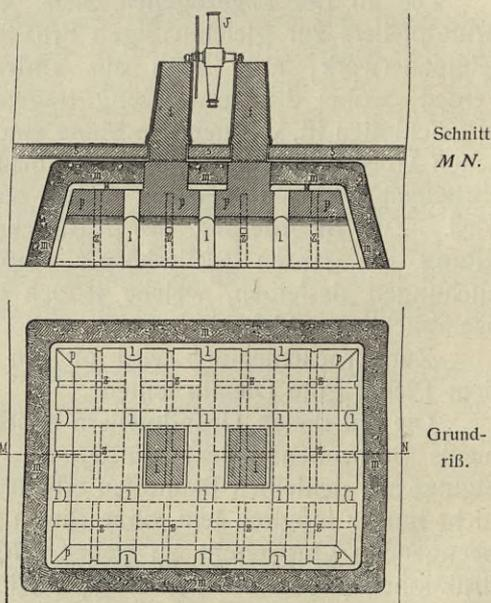 J
i i
Schnitt
M N.
s s s
m m m
p p p p
l l l
z z z z
m m
m
p l l l p
z z z z
l l l l l
Grund-
riß.
M m z i i z m N
l l l l l
z z z z
p l l l p
m